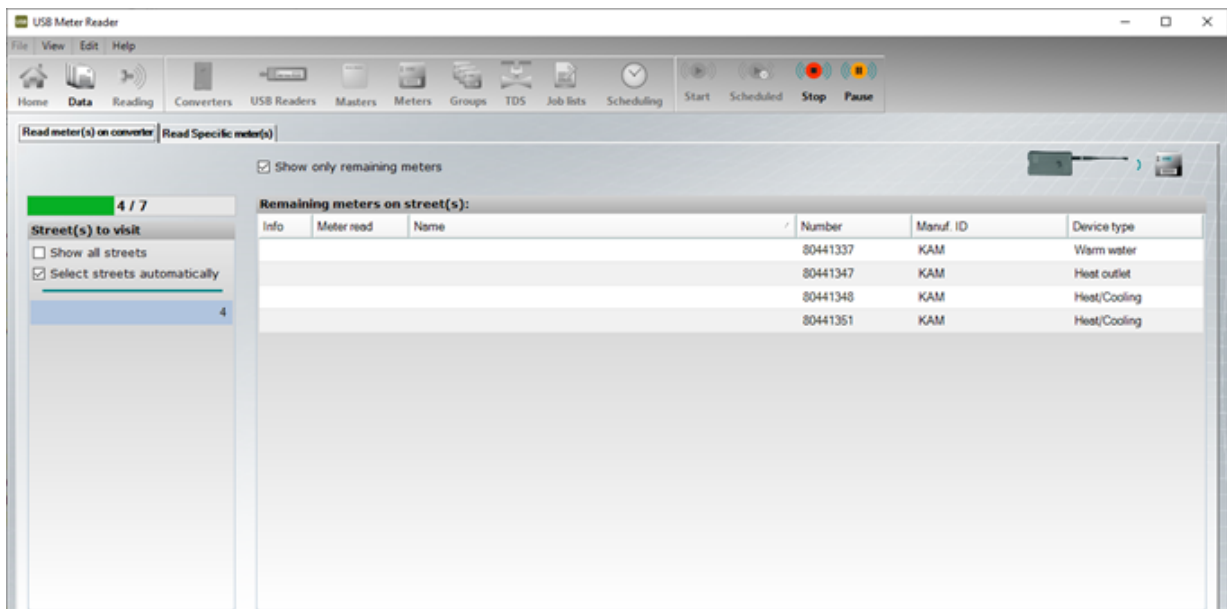 USB Meter Reader
File View Edit Help
Home Data Reading Converters USB Readers Masters Meters Groups TDS Job lists Scheduling Start Scheduled Stop Pause
Read meter(s) on converter Read Specific meter(s)
Show only remaining meters
4 / 7
Remaining meters on street(s):
Street(s) to visit
Info Meter read Name Number Manuf. ID Device type
Show all streets
80441337 KAM Warm water
Select streets automatically
80441347 KAM Heat outlet
80441348 KAM Heat/Cooling
4
80441351 KAM Heat/Cooling